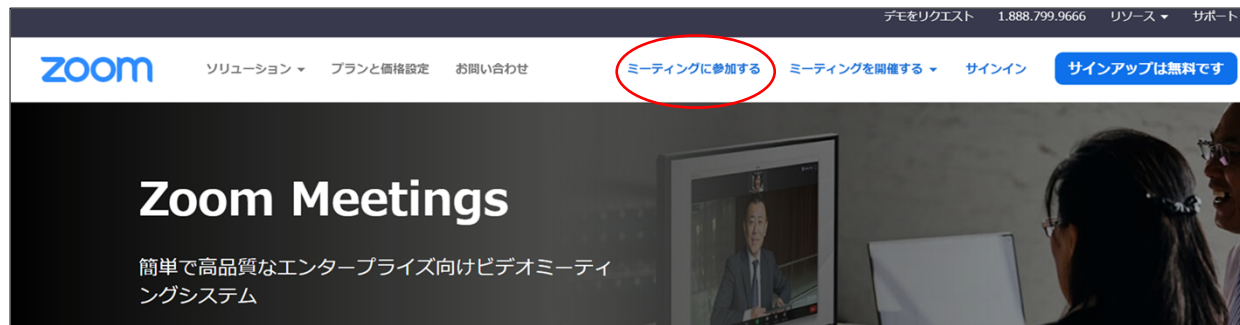 デモをリクエスト 1.888.799.9666 リソース サポート
zoom ソリューション プランと価格設定 お問い合わせ ミーティングに参加する ミーティングを開催する サインイン サインアップは無料です
Zoom Meetings
簡単で高品質なエンタープライズ向けビデオミーティ
ングシステム